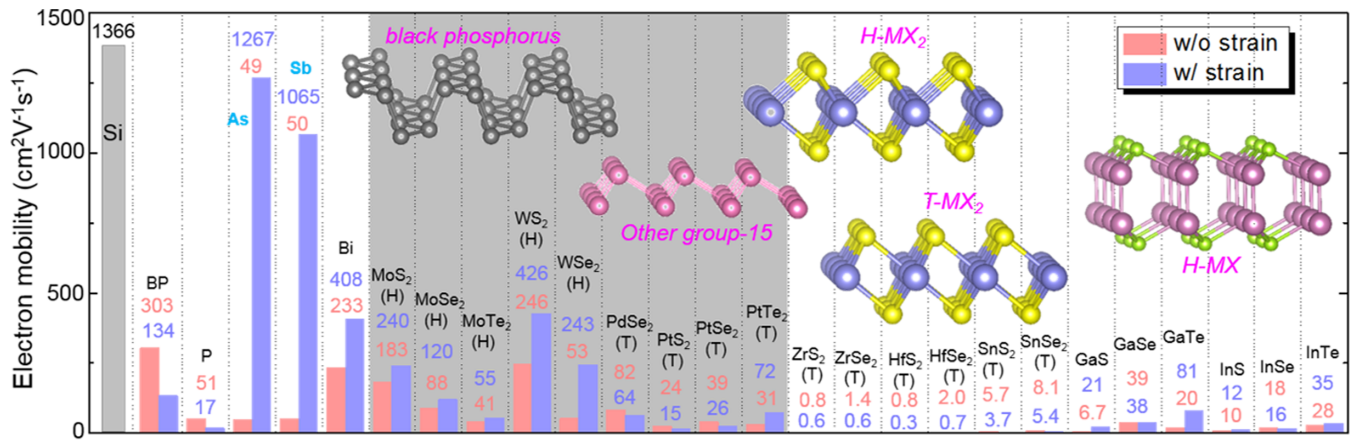 Electron mobility (cm2V-1s-1)
1500
1000
500
0
w/o strain
w/ strain
black phosphorus
Other group-15
H-MX2
T-MX2
H-MX
1366
Si
BP
303
134
P
51
17
1267
49
As
Sb
1065
50
Bi
408
233
MoS2
(H)
240
183
MoSe2
(H)
120
88
MoTe2
(H)
55
41
WS2
(H)
426
246
WSe2
(H)
243
53
PdSe2
(T)
82
64
PtS2
(T)
24
15
PtSe2
(T)
39
26
PtTe2
(T)
72
31
ZrS2
(T)
0.8
0.6
ZrSe2
(T)
1.4
0.6
HfS2
(T)
0.8
0.3
HfSe2
(T)
2.0
0.7
SnS2
(T)
5.7
3.7
SnSe2
(T)
8.1
5.4
GaS
21
6.7
GaSe
39
38
GaTe
81
20
InS
12
10
InSe
18
16
InTe
35
28